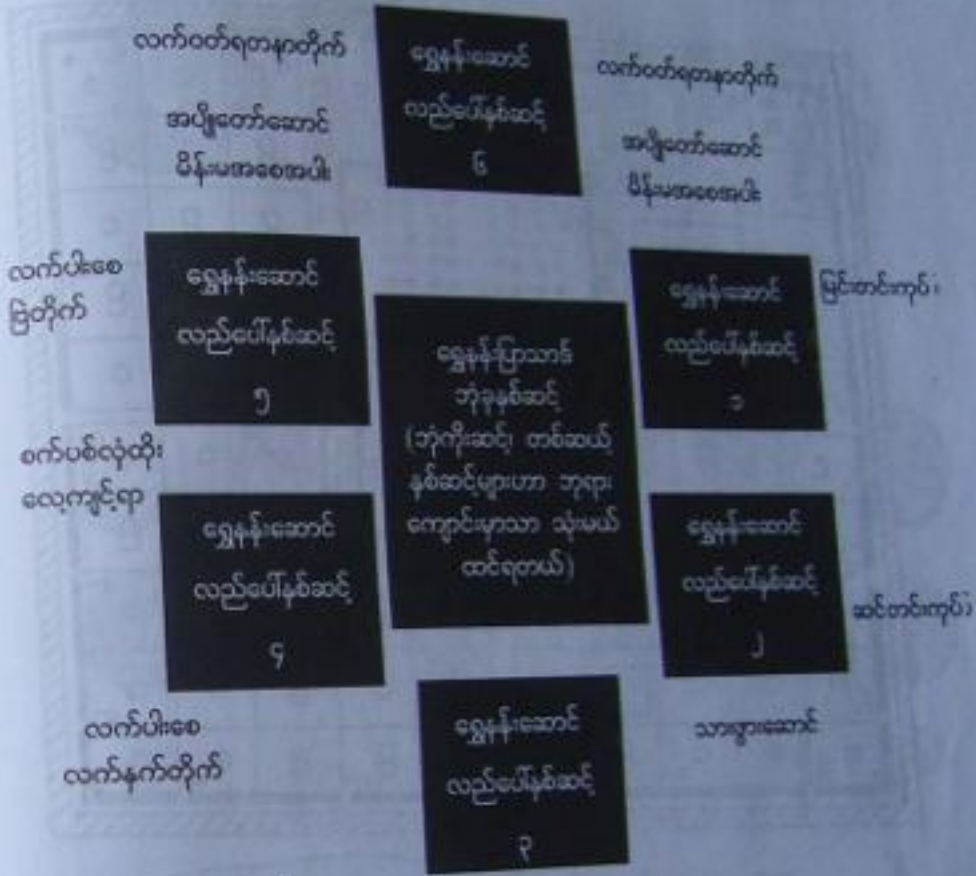 လက်ဝတ်ရတနာတိုက်
ရွှေနန်းဆောင်
လည်ပေါ်နှစ်ဆင့်
၆
လက်ဝတ်ရတနာတိုက်
အပျိုတော်ဆောင်
မိန်းမအစေအပါး
အပျိုတော်ဆောင်
မိန်းမအစေအပါး
လက်ပါးစေ
ဗြဲတိုက်
ရွှေနန်းဆောင်
လည်ပေါ်နှစ်ဆင့်
၅
ရွှေနန်းပြာသာဒ်
ဘုံခုနှစ်ဆင့်
(ဘုံကိုးဆင့်၊ တစ်ဆယ့်
နှစ်ဆင့်များဟာ ဘုရား
ကျောင်းမှာသာ သုံးမယ်
ထင်ရတယ်)
ရွှေနန်းဆောင်
လည်ပေါ်နှစ်ဆင့်
၁
မြင်းတင်းကုပ်
စက်ပစ်လှံထိုး
လေ့ကျင့်ရာ
ရွှေနန်းဆောင်
လည်ပေါ်နှစ်ဆင့်
၄
ရွှေနန်းဆောင်
လည်ပေါ်နှစ်ဆင့်
၂
ဆင်တင်းကုပ်
လက်ပါးစေ
လက်နက်တိုက်
ရွှေနန်းဆောင်
လည်ပေါ်နှစ်ဆင့်
၃
သားဖွားဆောင်